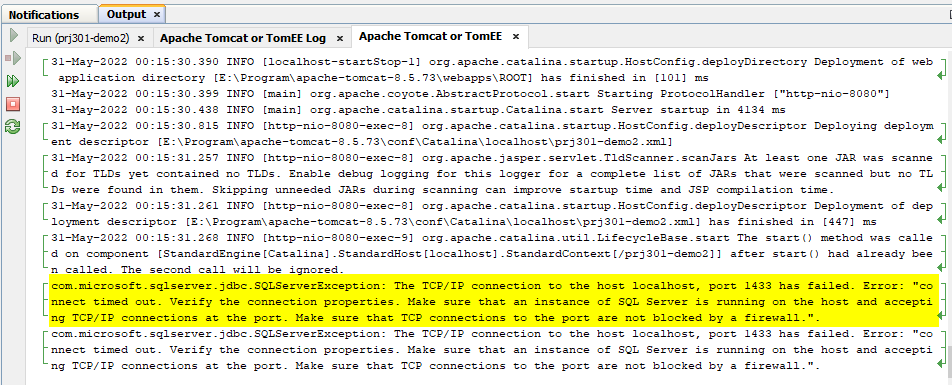 Notifications Output ×
Run (prj301-demo2) × Apache Tomcat or TomEE Log × Apache Tomcat or TomEE ×
31-May-2022 00:15:30.390 INFO [localhost-startStop-1] org.apache.catalina.startup.HostConfig.deployDirectory Deployment of web
application directory [E:\Program\apache-tomcat-8.5.73\webapps\ROOT] has finished in [101] ms
31-May-2022 00:15:30.399 INFO [main] org.apache.coyote.AbstractProtocol.start Starting ProtocolHandler ["http-nio-8080"]
31-May-2022 00:15:30.438 INFO [main] org.apache.catalina.startup.Catalina.start Server startup in 4134 ms
31-May-2022 00:15:30.815 INFO [http-nio-8080-exec-8] org.apache.catalina.startup.HostConfig.deployDescriptor Deploying deploym
ent descriptor [E:\Program\apache-tomcat-8.5.73\conf\Catalina\localhost\prj301-demo2.xml]
31-May-2022 00:15:31.257 INFO [http-nio-8080-exec-8] org.apache.jasper.servlet.TldScanner.scanJars At least one JAR was scanne
d for TLDs yet contained no TLDs. Enable debug logging for this logger for a complete list of JARs that were scanned but no TL
Ds were found in them. Skipping unneeded JARs during scanning can improve startup time and JSP compilation time.
31-May-2022 00:15:31.261 INFO [http-nio-8080-exec-8] org.apache.catalina.startup.HostConfig.deployDescriptor Deployment of dep
loyment descriptor [E:\Program\apache-tomcat-8.5.73\conf\Catalina\localhost\prj301-demo2.xml] has finished in [447] ms
31-May-2022 00:15:31.268 INFO [http-nio-8080-exec-9] org.apache.catalina.util.LifecycleBase.start The start() method was calle
d on component [StandardEngine[Catalina].StandardHost[localhost].StandardContext[/prj301-demo2]] after start() had already bee
n called. The second call will be ignored.
com.microsoft.sqlserver.jdbc.SQLServerException: The TCP/IP connection to the host localhost, port 1433 has failed. Error: "co
nnect timed out. Verify the connection properties. Make sure that an instance of SQL Server is running on the host and accepti
ng TCP/IP connections at the port. Make sure that TCP connections to the port are not blocked by a firewall.".
com.microsoft.sqlserver.jdbc.SQLServerException: The TCP/IP connection to the host localhost, port 1433 has failed. Error: "co
nnect timed out. Verify the connection properties. Make sure that an instance of SQL Server is running on the host and accepti
ng TCP/IP connections at the port. Make sure that TCP connections to the port are not blocked by a firewall.".